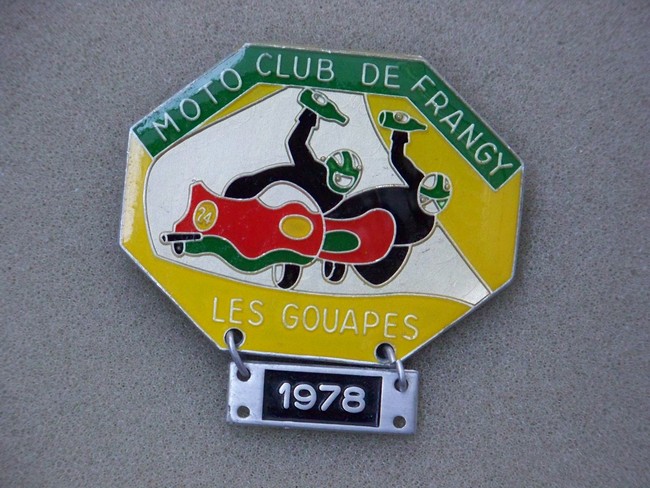 MOTO CLUB DE FRANGY
24
LES GOUAPES
1978